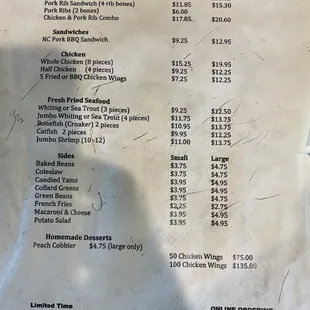 Pork Rib Sandwich (4 rib bones) $11.85 $15.30
Pork Ribs (2 bones) $6.00
Chicken & Pork Rib Combo $17.85 $20.60
Sandwiches
NC Pork BBQ Sandwich $9.25 $12.95
Chicken
Whole Chicken (8 pieces) $15.25 $19.95
Half Chicken (4 pieces) $9.25 $12.25
5 Fried or BBQ Chicken Wings $7.25 $12.25
Fresh Fried Seafood
Whiting or Sea Trout (3 pieces) $9.25 $12.50
Jumbo Whiting or Sea Trout (4 pieces) $11.75 $13.75
Bonefish (Croaker) 2 pieces $10.95 $13.75
Catfish 2 pieces $9.95 $12.25
Jumbo Shrimp (10-12) $11.00 $13.75
Sides Small Large
Baked Beans $3.75 $4.75
Coleslaw $3.75 $4.75
Candied Yams $3.95 $4.95
Collard Greens $3.95 $4.95
Green Beans $3.75 $4.75
French Fries $2.25 $2.75
Macaroni & Cheese $3.95 $4.95
Potato Salad $3.95 $4.95
Homemade Desserts
Peach Cobbler $4.75 (large only)
50 Chicken Wings $75.00
100 Chicken Wings $135.00
Limited Time ONLINE ORDERING